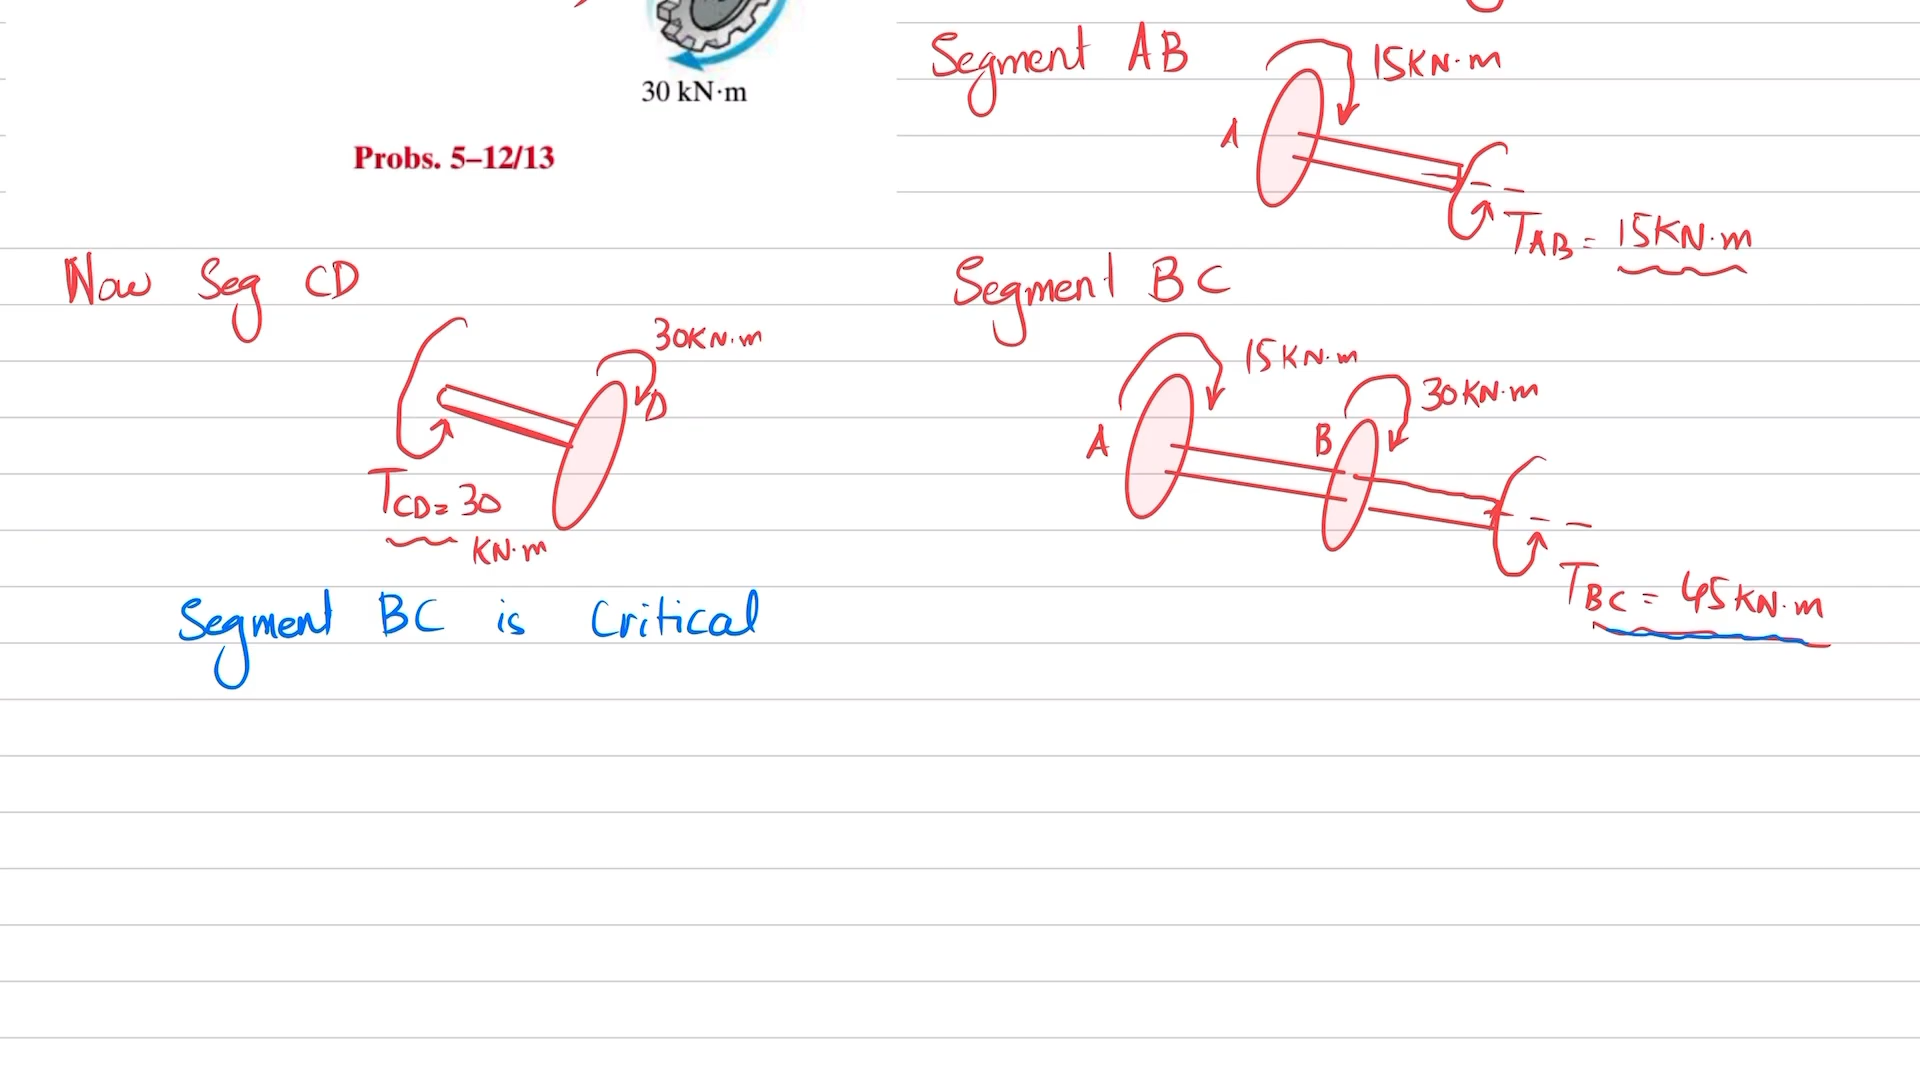 30 kN·m
Probs. 5–12/13
Segment AB
15KN·m
A
TAB = 15KN·m
Now Seg CD
30KN·m
D
TCD = 30
KN·m
Segment BC
15KN·m
30KN·m
A
B
TBC = 45KN·m
Segment BC is Critical